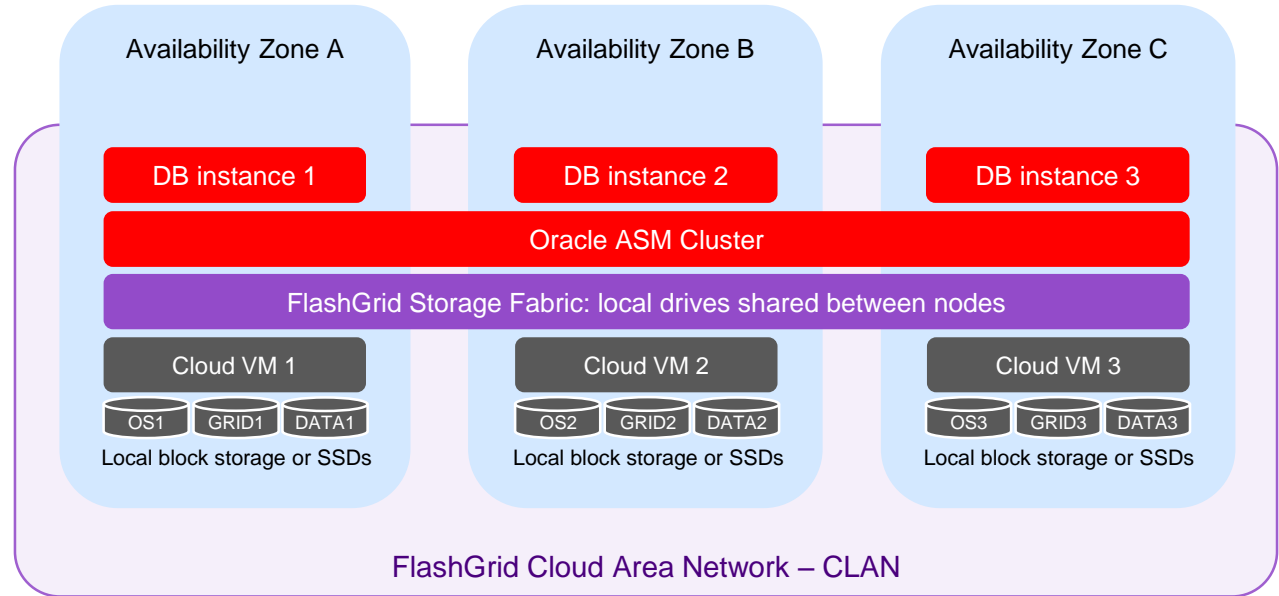 Availability Zone A
Availability Zone B
Availability Zone C
DB instance 1
DB instance 2
DB instance 3
Oracle ASM Cluster
FlashGrid Storage Fabric: local drives shared between nodes
Cloud VM 1
Cloud VM 2
Cloud VM 3
OS1
GRID1
DATA1
OS2
GRID2
DATA2
OS3
GRID3
DATA3
Local block storage or SSDs
Local block storage or SSDs
Local block storage or SSDs
FlashGrid Cloud Area Network – CLAN